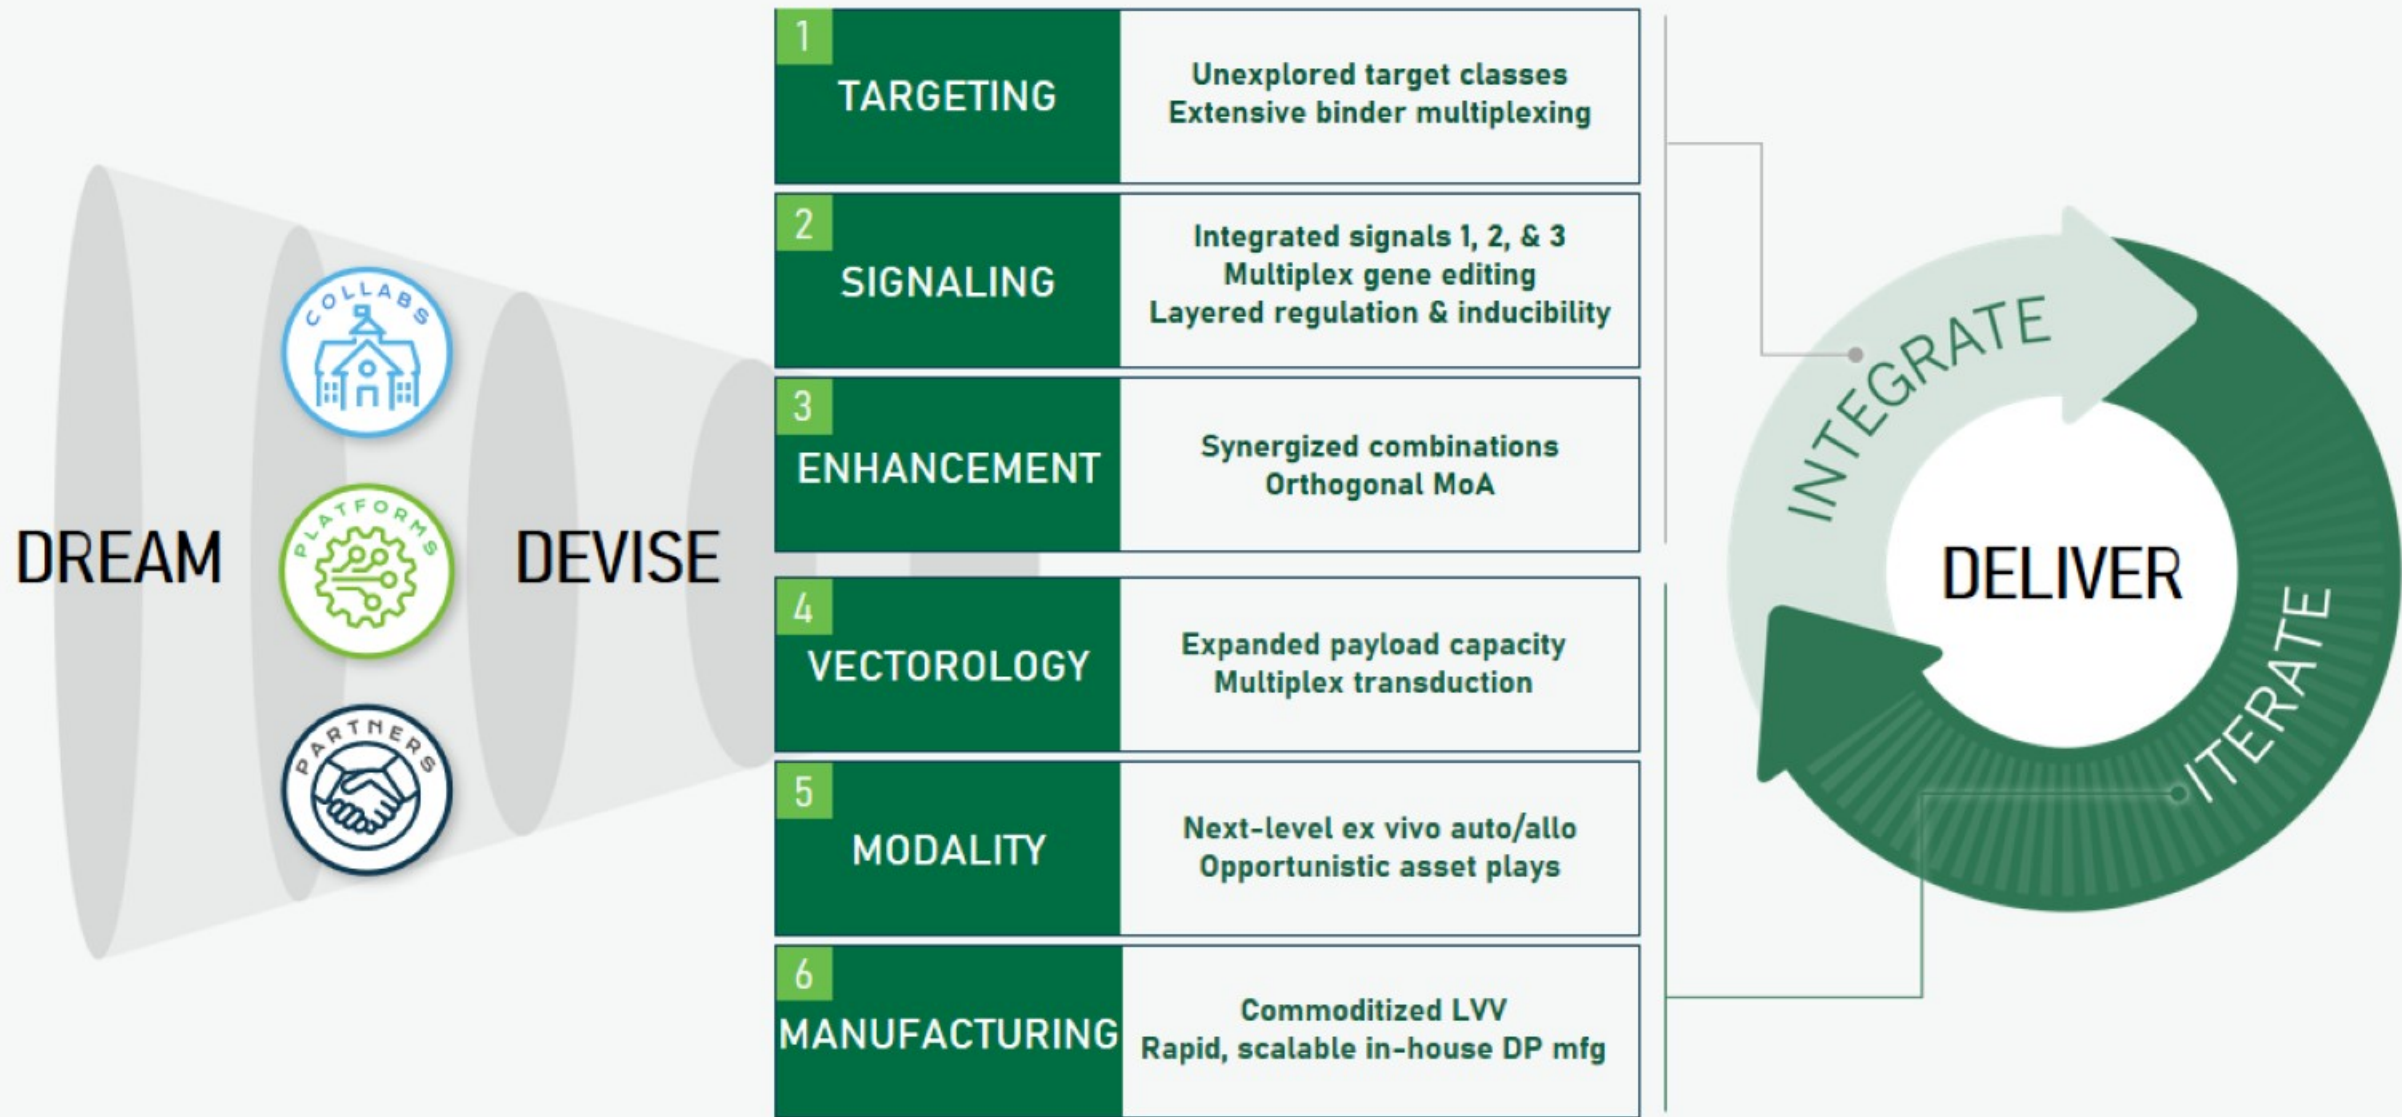 DREAM
COLLABS
PLATFORMS
PARTNERS
DEVISE
1
TARGETING
Unexplored target classes
Extensive binder multiplexing
2
SIGNALING
Integrated signals 1, 2, & 3
Multiplex gene editing
Layered regulation & inducibility
3
ENHANCEMENT
Synergized combinations
Orthogonal MoA
4
VECTOROLOGY
Expanded payload capacity
Multiplex transduction
5
MODALITY
Next-level ex vivo auto/allo
Opportunistic asset plays
6
MANUFACTURING
Commoditized LVV
Rapid, scalable in-house DP mfg
INTEGRATE
DELIVER
ITERATE